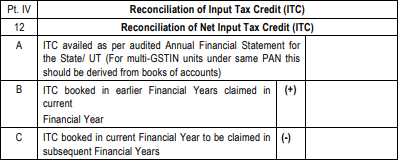 Pt. IV Reconciliation of Input Tax Credit (ITC)
12 Reconciliation of Net Input Tax Credit (ITC)
A ITC availed as per audited Annual Financial Statement for
the State/ UT (For multi-GSTIN units under same PAN this
should be derived from books of accounts)
B ITC booked in earlier Financial Years claimed in (+)
current
Financial Year
C ITC booked in current Financial Year to be claimed in (-)
subsequent Financial Years